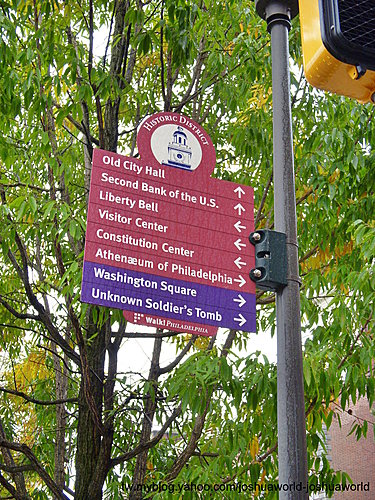 HISTORIC DISTRICT
Old City Hall ↑
Second Bank of the U.S. ↑
Liberty Bell ←
Visitor Center ←
Constitution Center ←
Athenæum of Philadelphia →
Washington Square →
Unknown Soldier's Tomb →
Walk! PHILADELPHIA
tw.myblog.yahoo.com/joshuaworld-joshuaworld